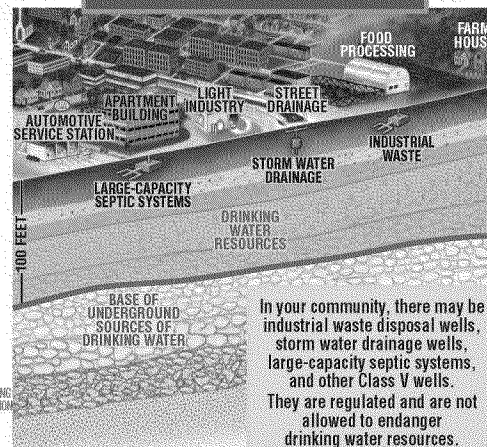 FOOD
PROCESSING
FARM
HOUS
APARTMENT
BUILDING
LIGHT
INDUSTRY
STREET
DRAINAGE
AUTOMOTIVE
SERVICE STATION
INDUSTRIAL
WASTE
STORM WATER
DRAINAGE
LARGE-CAPACITY
SEPTIC SYSTEMS
DRINKING
WATER
RESOURCES
100 FEET
BASE OF
UNDERGROUND
SOURCES OF
DRINKING WATER
In your community, there may be
industrial waste disposal wells,
storm water drainage wells,
large-capacity septic systems,
and other Class V wells.
They are regulated and are not
allowed to endanger
drinking water resources.